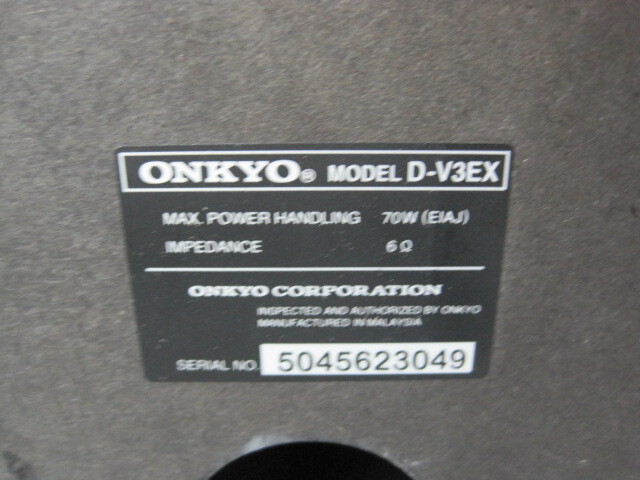 ONKYO® MODEL D-V3EX
MAX. POWER HANDLING 70W (EIAJ)
IMPEDANCE 6Ω
ONKYO CORPORATION
INSPECTED AND AUTHORIZED BY ONKYO
MANUFACTURED IN MALAYSIA
SERIAL NO. 5045623049